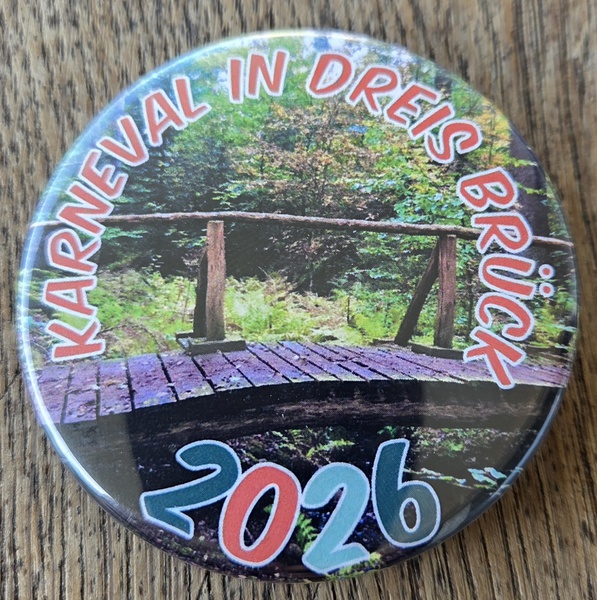 KARNEVAL IN DREIS BRÜCK
2026